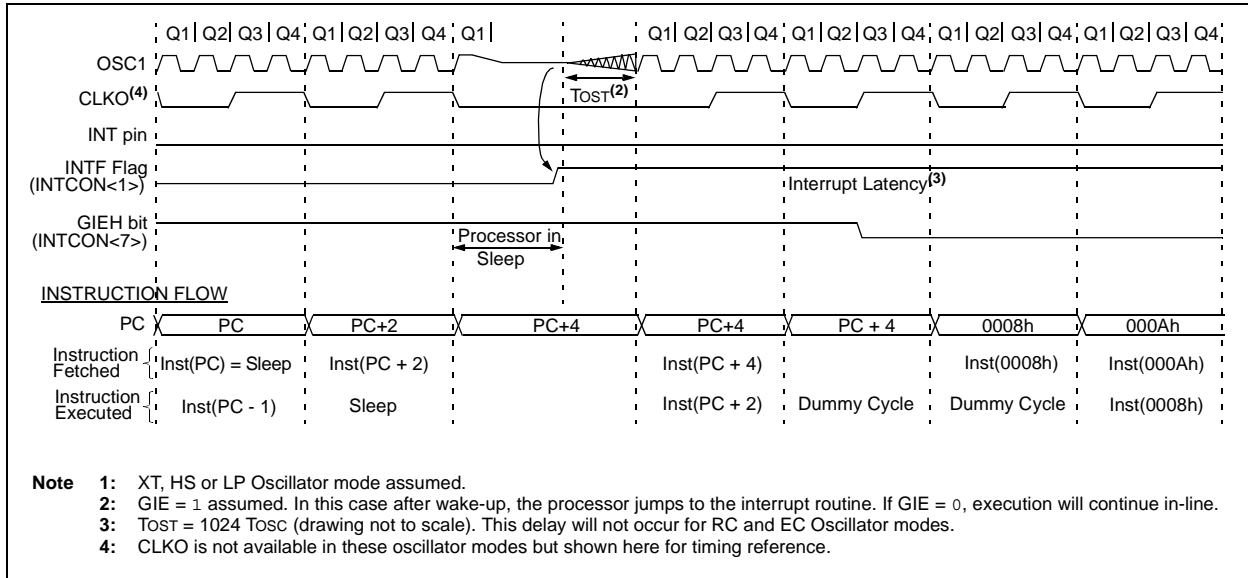 Q1 Q2 Q3 Q4 Q1 Q2 Q3 Q4 Q1 Q1 Q2 Q3 Q4 Q1 Q2 Q3 Q4 Q1 Q2 Q3 Q4 Q1 Q2 Q3 Q4
OSC1
CLKO(4) TOST(2)
INT pin
INTF Flag
(INTCON<1>) Interrupt Latency(3)
GIEH bit
(INTCON<7>) Processor in
Sleep
INSTRUCTION FLOW
PC PC PC+2 PC+4 PC+4 PC + 4 0008h 000Ah
Instruction
Fetched Inst(PC) = Sleep Inst(PC + 2) Inst(PC + 4) Inst(0008h) Inst(000Ah)
Instruction
Executed Inst(PC - 1) Sleep Inst(PC + 2) Dummy Cycle Dummy Cycle Inst(0008h)
Note 1: XT, HS or LP Oscillator mode assumed.
2: GIE = 1 assumed. In this case after wake-up, the processor jumps to the interrupt routine. If GIE = 0, execution will continue in-line.
3: TOST = 1024 TOSC (drawing not to scale). This delay will not occur for RC and EC Oscillator modes.
4: CLKO is not available in these oscillator modes but shown here for timing reference.